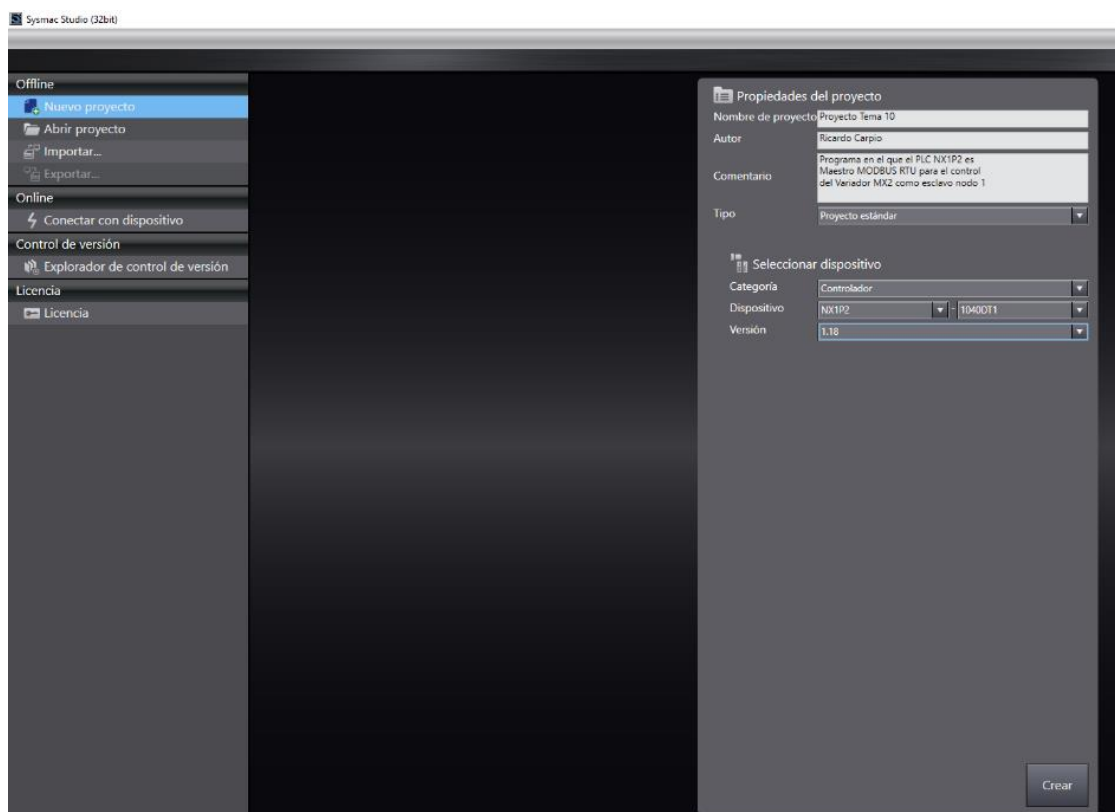 Sysmac Studio (32bit)
Offline
Nuevo proyecto
Abrir proyecto
Importar...
Exportar...
Online
Conectar con dispositivo
Control de versión
Explorador de control de versión
Licencia
Licencia
Propiedades del proyecto
Nombre de proyecto Proyecto Tema 10
Autor Ricardo Carpio
Comentario Programa en el que el PLC NX1P2 es
Maestro MODBUS RTU para el control
del Variador MX2 como esclavo nodo 1
Tipo Proyecto estándar
Seleccionar dispositivo
Categoría Controlador
Dispositivo NX1P2 - 1040DT1
Versión 1.18
Crear